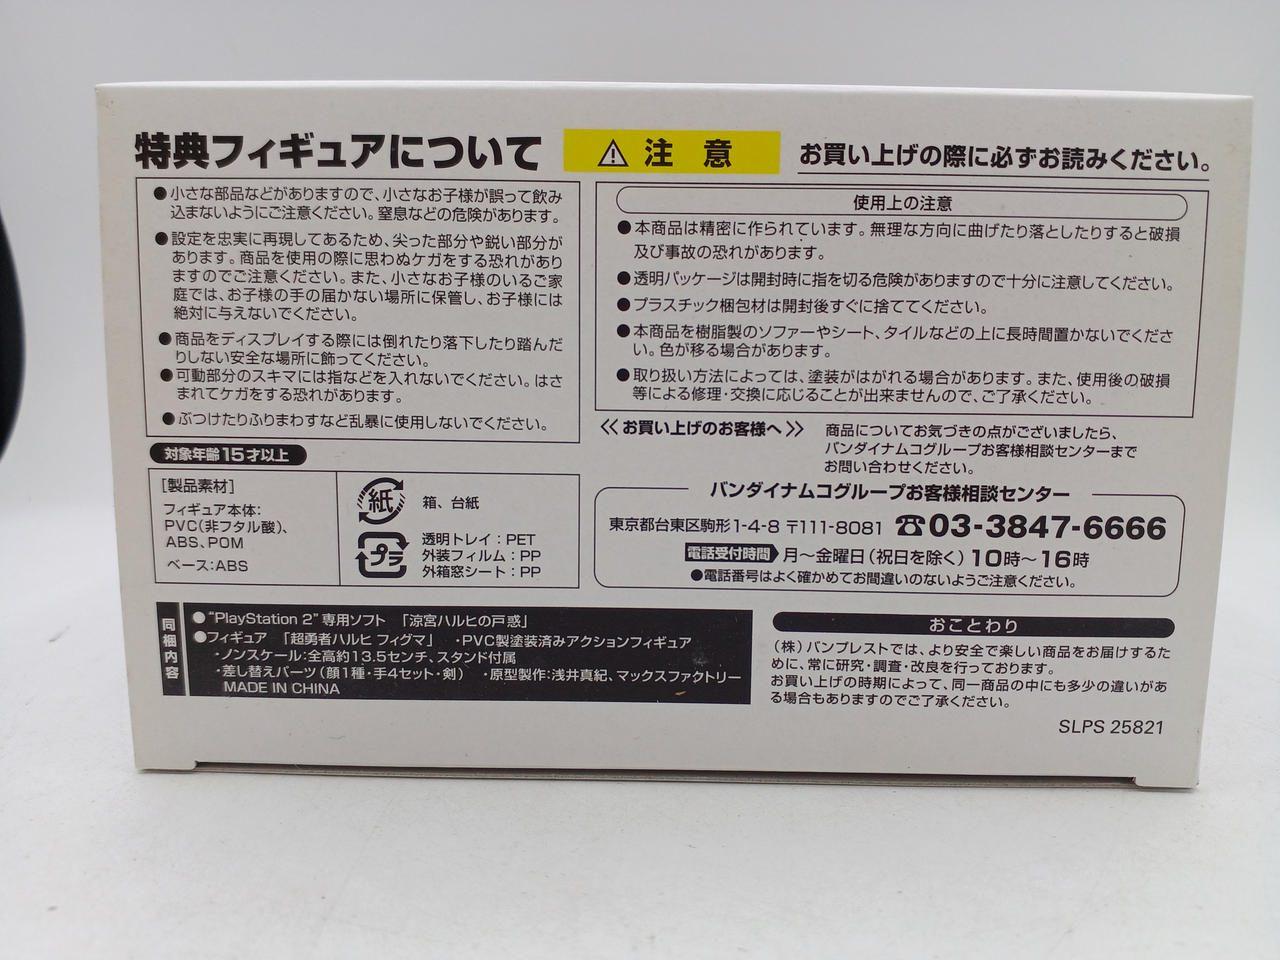 特典フィギュアについて
⚠ 注 意
お買い上げの際に必ずお読みください。
●小さな部品などがありますので、小さなお子様が誤って飲み
込まないようにご注意ください。窒息などの危険があります。
●設定を忠実に再現してあるため、尖った部分や鋭い部分が
あります。商品を使用の際に思わぬケガをする恐れがあり
ますのでご注意ください。また、小さなお子様のいるご家
庭では、お子様の手の届かない場所に保管し、お子様には
絶対に与えないでください。
●商品をディスプレイする際には倒れたり落下したり踏んだ
りしない安全な場所に飾ってください。
●可動部分のスキマには指などを入れないでください。はさ
まれてケガをする恐れがあります。
●ぶつけたりふりまわすなど乱暴に使用しないでください。
対象年齢15才以上
[製品素材]
フィギュア本体:
PVC(非フタル酸)、
ABS、POM
ベース:ABS
紙
箱、台紙
プラ
透明トレイ:PET
外装フィルム:PP
外箱窓シート:PP
使用上の注意
●本商品は精密に作られています。無理な方向に曲げたり落としたりすると破損
及び事故の恐れがあります。
●透明パッケージは開封時に指を切る危険がありますので十分に注意してください。
●プラスチック梱包材は開封後すぐに捨ててください。
●本商品を樹脂製のソファーやシート、タイルなどの上に長時間置かないでくださ
い。色が移る場合があります。
●取り扱い方法によっては、塗装がはがれる場合があります。また、使用後の破損
等による修理・交換に応じることが出来ませんので、ご了承ください。
≪お買い上げのお客様へ≫
商品についてお気づきの点がございましたら、
バンダイナムコグループお客様相談センターまで
お問い合わせください。
バンダイナムコグループお客様相談センター
東京都台東区駒形1-4-8 〒111-8081 ☎03-3847-6666
電話受付時間 月〜金曜日(祝日を除く) 10時〜16時
●電話番号はよく確かめてお間違いのないようご注意ください。
同梱内容
●"PlayStation 2"専用ソフト 「涼宮ハルヒの戸惑」
●フィギュア 「超勇者ハルヒ フィグマ」 ・PVC製塗装済みアクションフィギュア
・ノンスケール:全高約13.5センチ、スタンド付属
・差し替えパーツ(顔1種・手4セット・剣) ・原型製作:浅井真紀、マックスファクトリー
MADE IN CHINA
おことわり
(株)バンプレストでは、より安全で楽しい商品をお届けするた
めに、常に研究・調査・改良を行っております。
お買い上げの時期によって、同一商品の中にも多少の違いがあ
る場合もありますのでご了承ください。
SLPS 25821